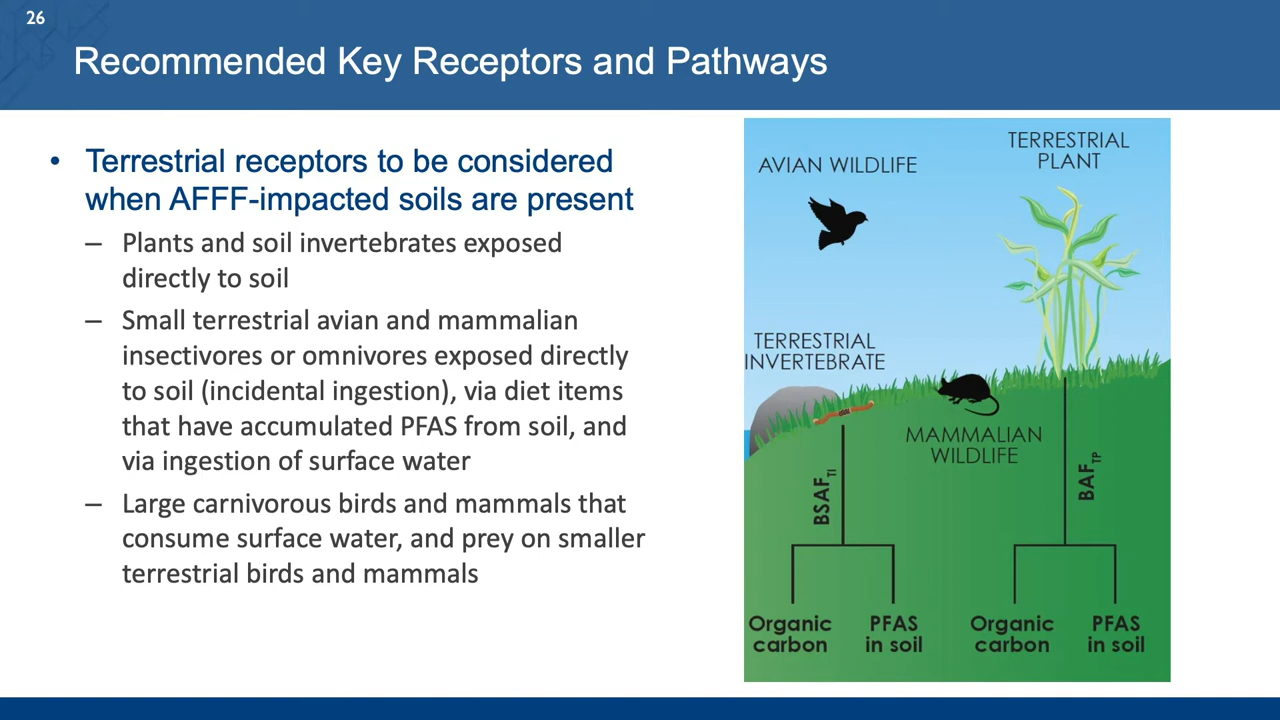 26
Recommended Key Receptors and Pathways
• Terrestrial receptors to be considered
when AFFF-impacted soils are present
– Plants and soil invertebrates exposed
directly to soil
– Small terrestrial avian and mammalian
insectivores or omnivores exposed directly
to soil (incidental ingestion), via diet items
that have accumulated PFAS from soil, and
via ingestion of surface water
– Large carnivorous birds and mammals that
consume surface water, and prey on smaller
terrestrial birds and mammals
AVIAN WILDLIFE
TERRESTRIAL
PLANT
TERRESTRIAL
INVERTEBRATE
MAMMALIAN
WILDLIFE
BSAF TI
BAF TP
Organic
carbon
PFAS
in soil
Organic
carbon
PFAS
in soil